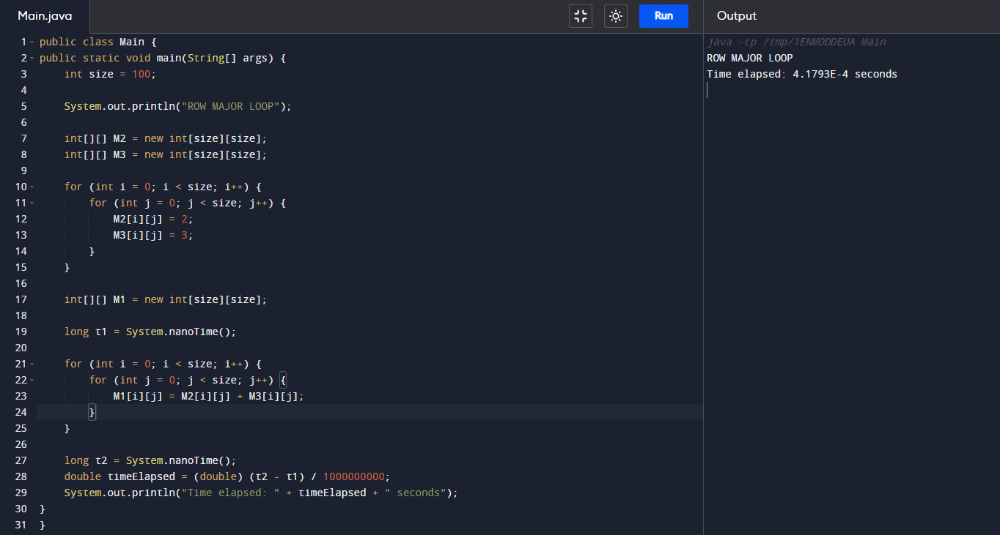 Main.java
Run
Output
1 public class Main {
2 public static void main(String[] args) {
3     int size = 100;
4
5     System.out.println("ROW MAJOR LOOP");
6
7     int[][] M2 = new int[size][size];
8     int[][] M3 = new int[size][size];
9
10     for (int i = 0; i < size; i++) {
11         for (int j = 0; j < size; j++) {
12             M2[i][j] = 2;
13             M3[i][j] = 3;
14         }
15     }
16
17     int[][] M1 = new int[size][size];
18
19     long t1 = System.nanoTime();
20
21     for (int i = 0; i < size; i++) {
22         for (int j = 0; j < size; j++) {
23             M1[i][j] = M2[i][j] + M3[i][j];
24         }
25     }
26
27     long t2 = System.nanoTime();
28     double timeElapsed = (double) (t2 - t1) / 1000000000;
29     System.out.println("Time elapsed: " + timeElapsed + " seconds");
30 }
31 }
java -cp /tmp/1ENMODDEUA Main
ROW MAJOR LOOP
Time elapsed: 4.1793E-4 seconds